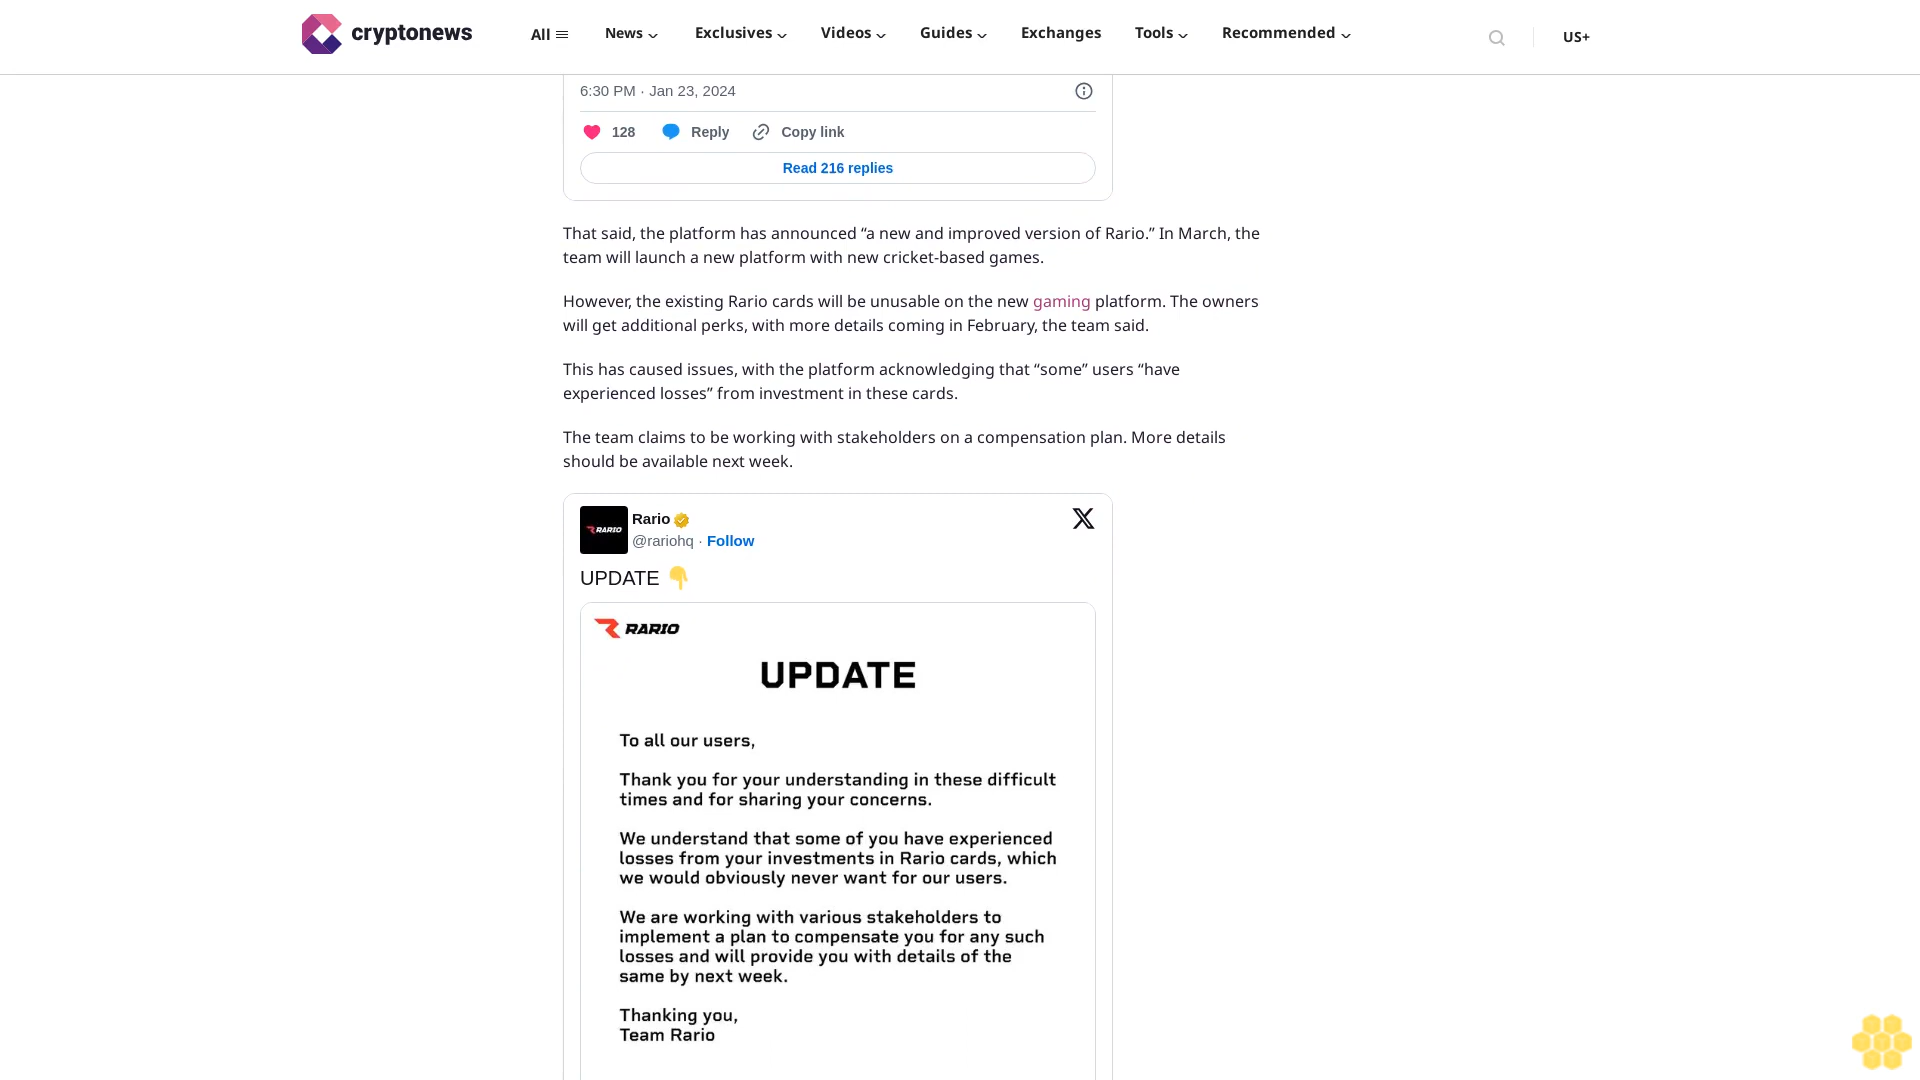 cryptonews
All
News
Exclusives
Videos
Guides
Exchanges
Tools
Recommended
US+
6:30 PM · Jan 23, 2024
128
Reply
Copy link
Read 216 replies
That said, the platform has announced “a new and improved version of Rario.” In March, the
team will launch a new platform with new cricket-based games.
However, the existing Rario cards will be unusable on the new gaming platform. The owners
will get additional perks, with more details coming in February, the team said.
This has caused issues, with the platform acknowledging that “some” users “have
experienced losses” from investment in these cards.
The team claims to be working with stakeholders on a compensation plan. More details
should be available next week.
RARIO
Rario
@rariohq · Follow
UPDATE 👇
RARIO
UPDATE
To all our users,
Thank you for your understanding in these difficult
times and for sharing your concerns.
We understand that some of you have experienced
losses from your investments in Rario cards, which
we would obviously never want for our users.
We are working with various stakeholders to
implement a plan to compensate you for any such
losses and will provide you with details of the
same by next week.
Thanking you,
Team Rario